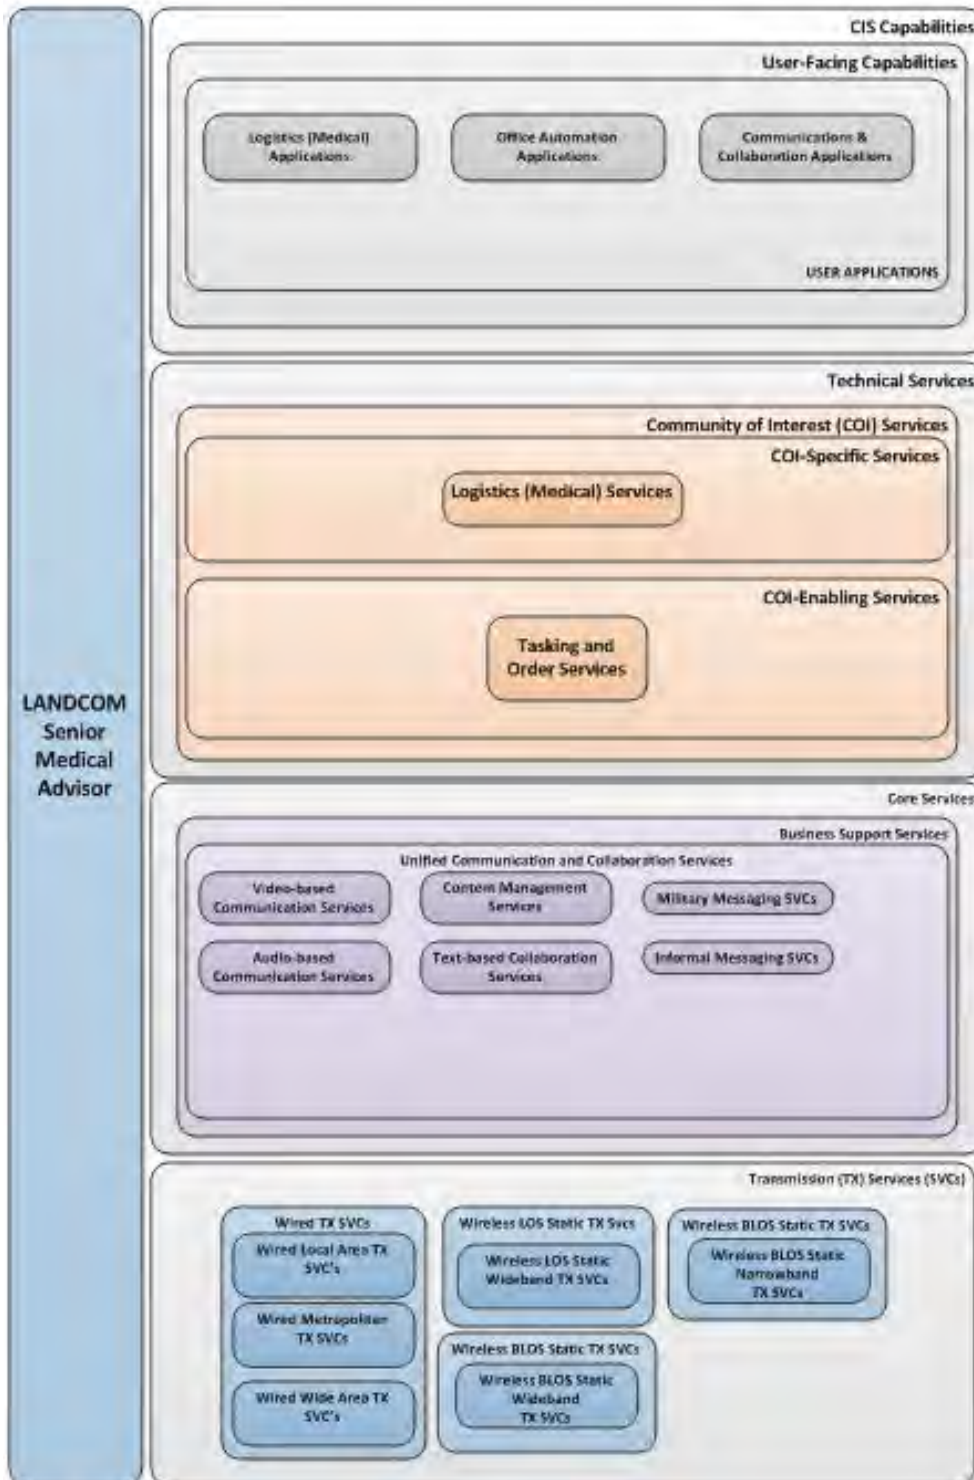 LANDCOM
Senior
Medical
Advisor
CIS Capabilities
User-Facing Capabilities
Logistics (Medical)
Applications
Office Automation
Applications
Communications &
Collaboration Applications
USER APPLICATIONS
Technical Services
Community of Interest (COI) Services
COI-Specific Services
Logistics (Medical) Services
COI-Enabling Services
Tasking and
Order Services
Core Services
Business Support Services
Unified Communication and Collaboration Services
Video-based
Communication Services
Content Management
Services
Military Messaging SVCs
Audio-based
Communication Services
Text-based Collaboration
Services
Informal Messaging SVCs
Transmission (TX) Services (SVCs)
Wired TX SVCs
Wired Local Area TX
SVC's
Wired Metropolitan
TX SVCs
Wired Wide Area TX
SVC's
Wireless LOS Static TX Svcs
Wireless LOS Static
Wideband TX SVCs
Wireless BLOS Static TX SVCs
Wireless BLOS Static
Wideband
TX SVCs
Wireless BLOS Static TX SVCs
Wireless BLOS Static
Narrowband
TX SVCs